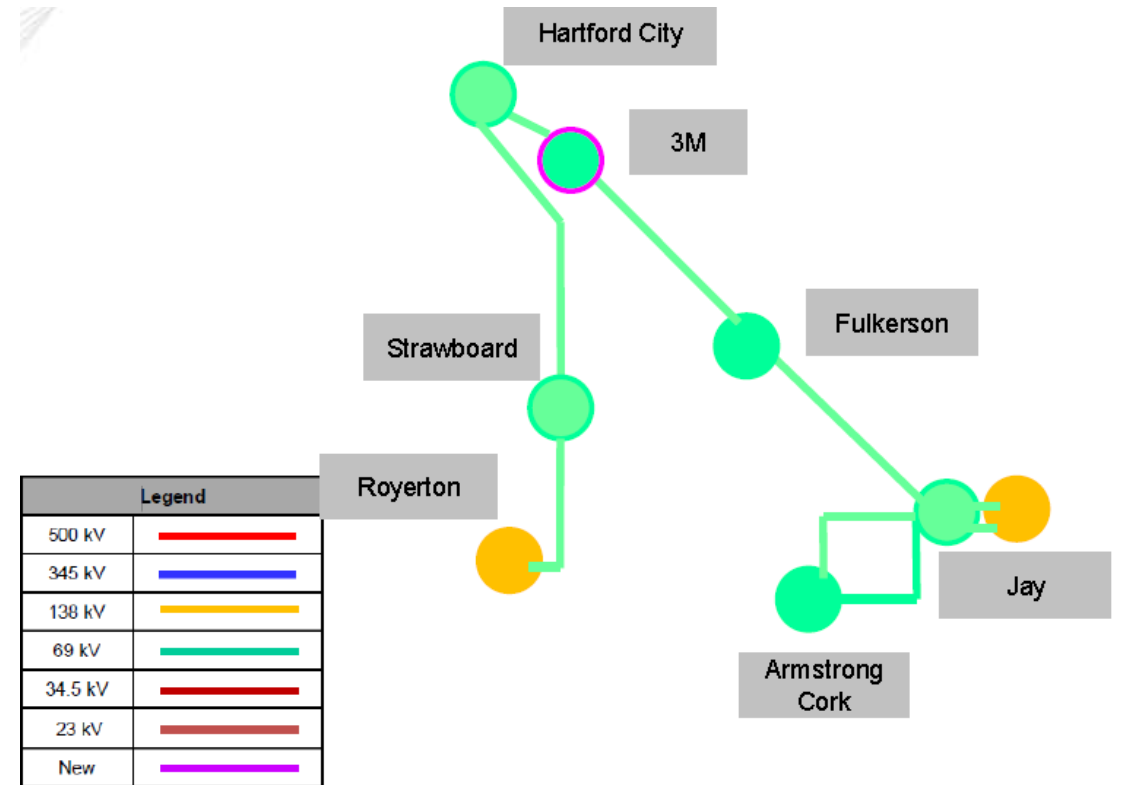 Hartford City
3M
Fulkerson
Strawboard
Royerton
Jay
Armstrong
Cork
Legend
500 kV
345 kV
138 kV
69 kV
34.5 kV
23 kV
New